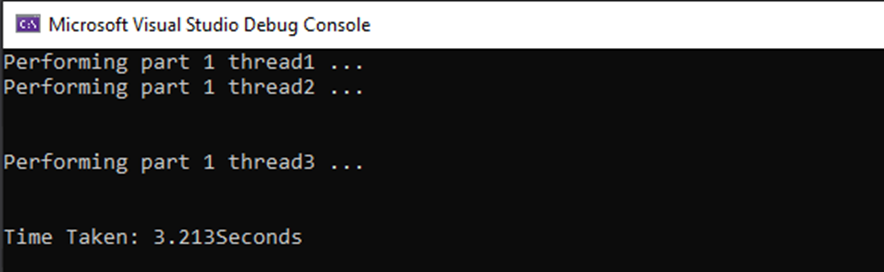 C:\ Microsoft Visual Studio Debug Console
Performing part 1 thread1 ...
Performing part 1 thread2 ...
Performing part 1 thread3 ...
Time Taken: 3.213Seconds